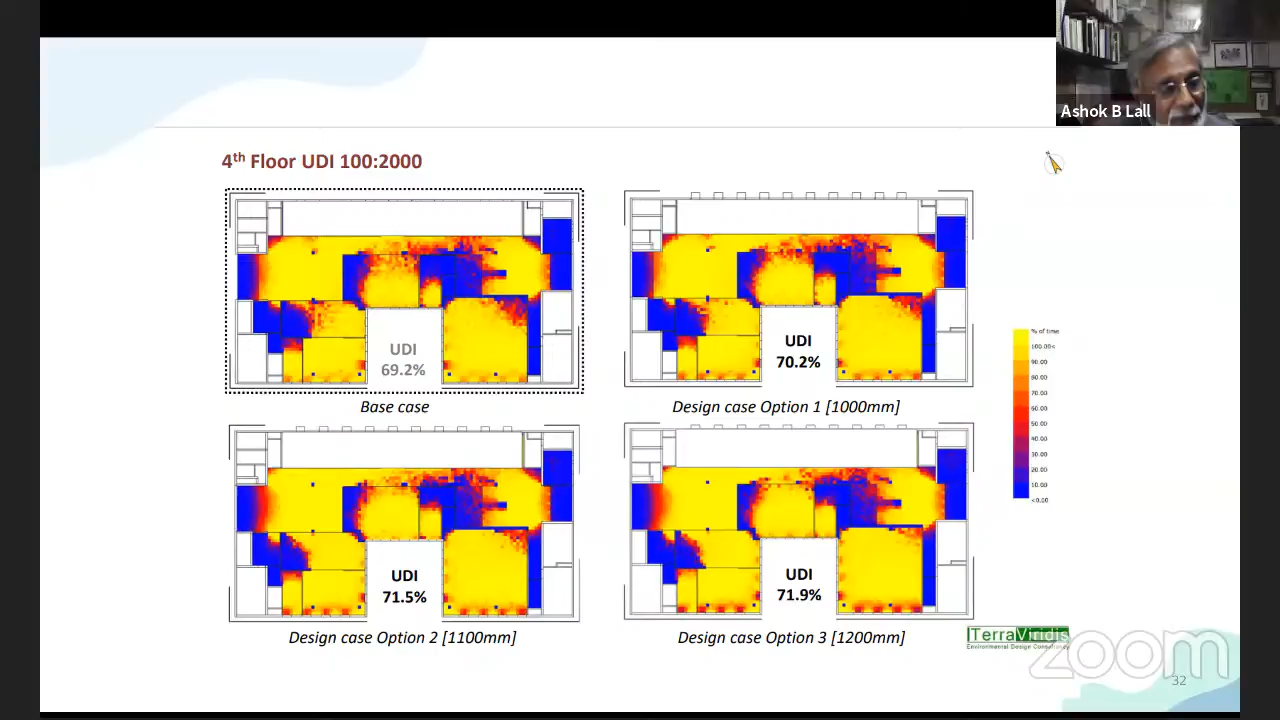 Ashok B Lall
4th Floor UDI 100:2000
UDI
69.2%
UDI
70.2%
Base case
Design case Option 1 [1000mm]
% of time
100.00<
90.00
80.00
70.00
60.00
50.00
40.00
30.00
20.00
10.00
<0.00
UDI
71.5%
UDI
71.9%
Design case Option 2 [1100mm]
Design case Option 3 [1200mm]
TerraViridis
Environmental Design Consultancy
zoom
32